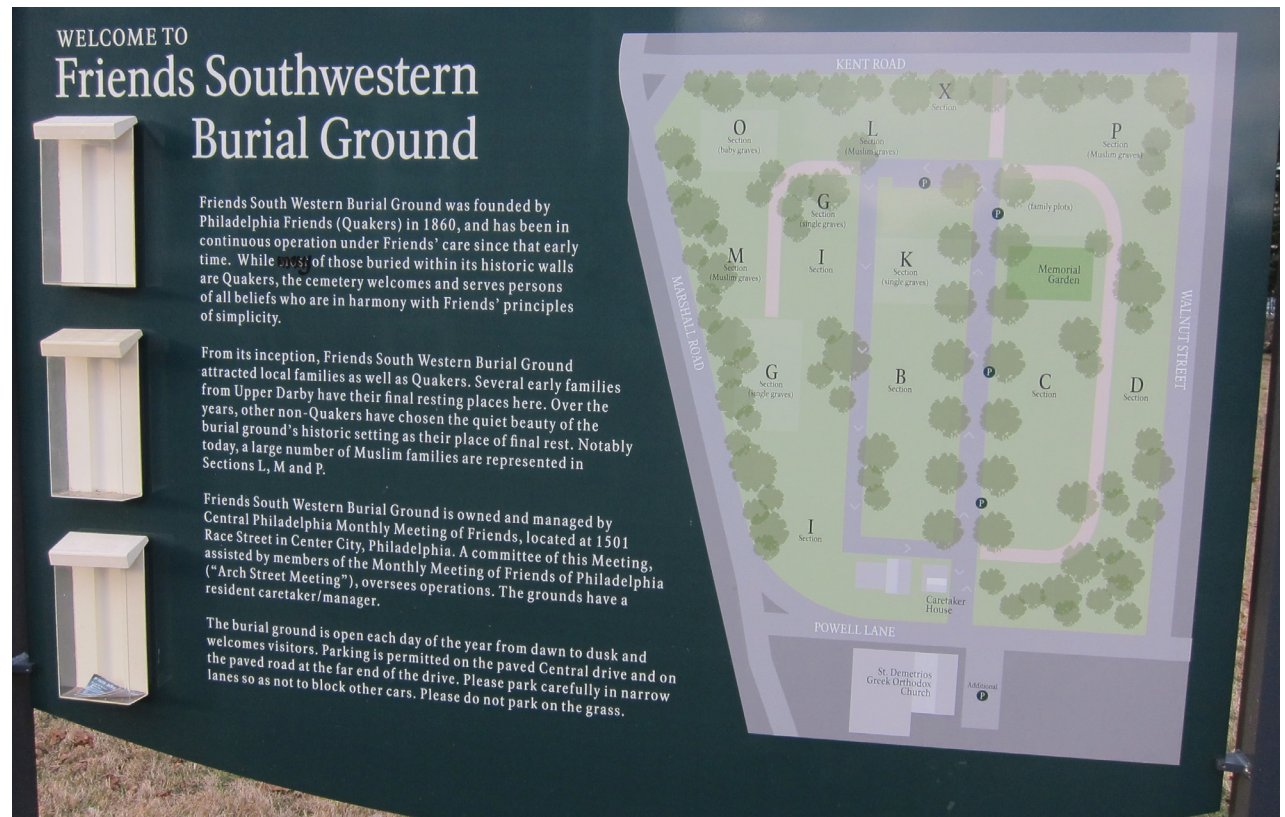 WELCOME TO
Friends Southwestern
Burial Ground
Friends South Western Burial Ground was founded by
Philadelphia Friends (Quakers) in 1860, and has been in
continuous operation under Friends' care since that early
time. While many of those buried within its historic walls
are Quakers, the cemetery welcomes and serves persons
of all beliefs who are in harmony with Friends' principles
of simplicity.
From its inception, Friends South Western Burial Ground
attracted local families as well as Quakers. Several early families
from Upper Darby have their final resting places here. Over the
years, other non-Quakers have chosen the quiet beauty of the
burial ground's historic setting as their place of final rest. Notably
today, a large number of Muslim families are represented in
Sections L, M and P.
Friends South Western Burial Ground is owned and managed by
Central Philadelphia Monthly Meeting of Friends, located at 1501
Race Street in Center City, Philadelphia. A committee of this Meeting,
assisted by members of the Monthly Meeting of Friends of Philadelphia
("Arch Street Meeting"), oversees operations. The grounds have a
resident caretaker/manager.
The burial ground is open each day of the year from dawn to dusk and
welcomes visitors. Parking is permitted on the paved Central drive and on
the paved road at the far end of the drive. Please park carefully in narrow
lanes so as not to block other cars. Please do not park on the grass.
KENT ROAD
X
Section
O
Section
(baby graves)
L
Section
(Muslim graves)
P
Section
(Muslim graves)
P
G
Section
(single graves)
(family plots)
P
M
Section
(Muslim graves)
I
Section
K
Section
(single graves)
Memorial
Garden
MARSHALL ROAD
WALNUT STREET
G
Section
(single graves)
B
Section
P
C
Section
D
Section
P
I
Section
Caretaker
House
POWELL LANE
St. Demetrios
Greek Orthodox
Church
Additional
P